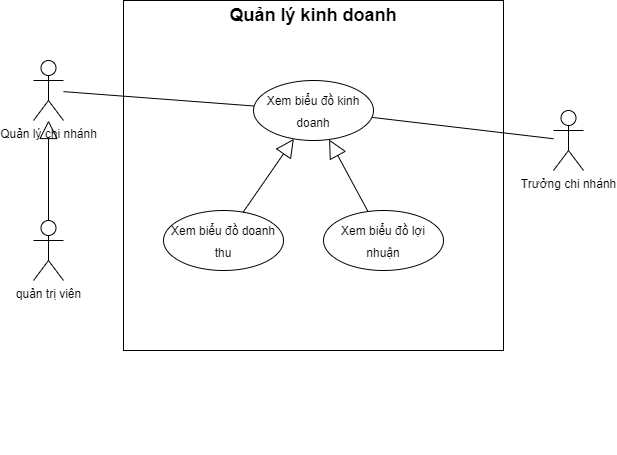 Quản lý kinh doanh
Xem biểu đồ kinh
doanh
Quản lý chi nhánh
Trưởng chi nhánh
Xem biểu đồ doanh
thu
Xem biểu đồ lợi
nhuận
quản trị viên